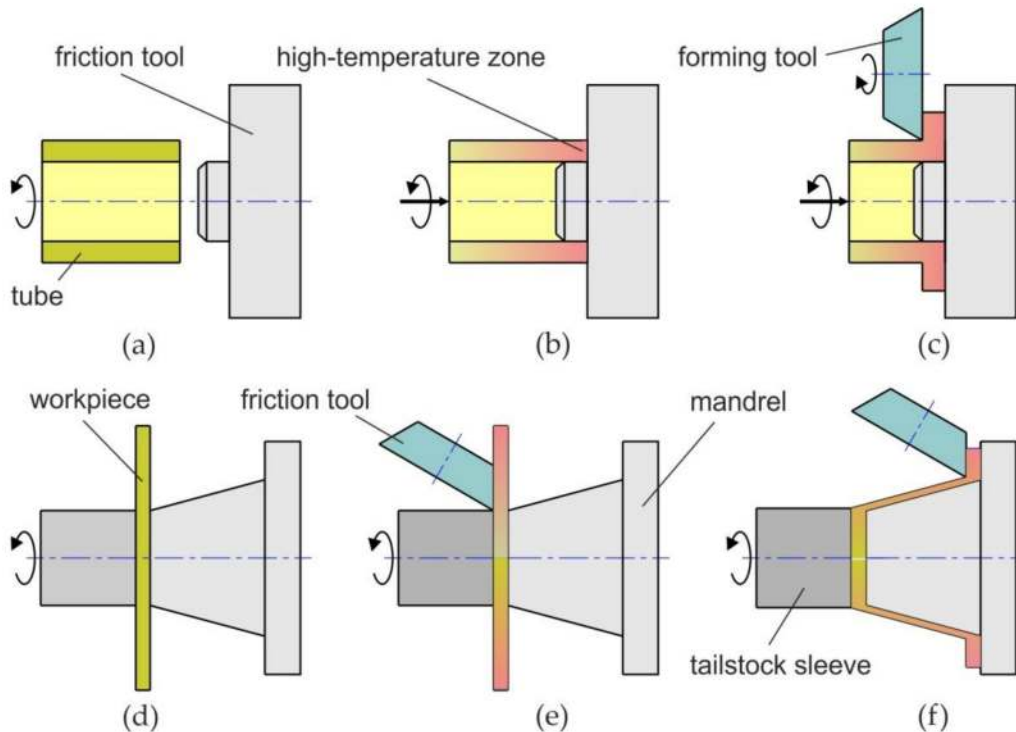 friction tool
high-temperature zone
forming tool
tube
(a)
(b)
(c)
workpiece
friction tool
mandrel
tailstock sleeve
(d)
(e)
(f)